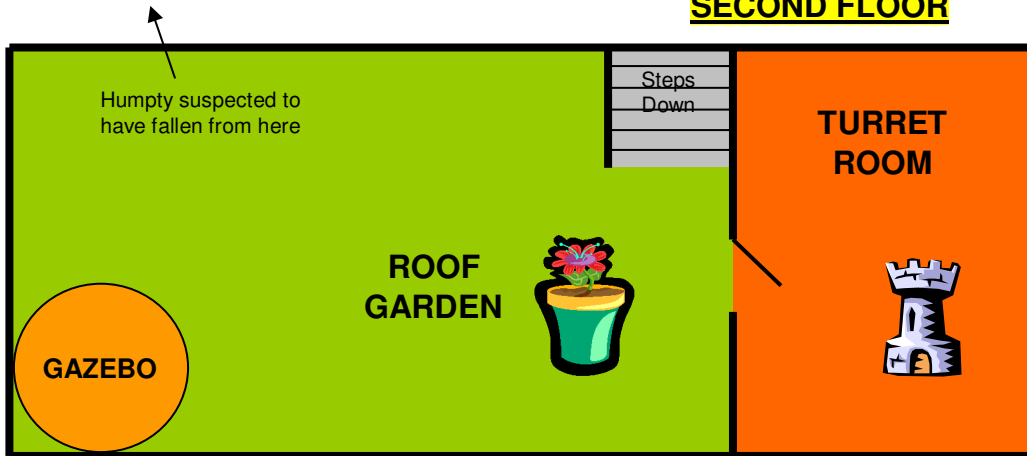 SECOND FLOOR
Steps
Down
Humpty suspected to
have fallen from here
TURRET
ROOM
ROOF
GARDEN
GAZEBO